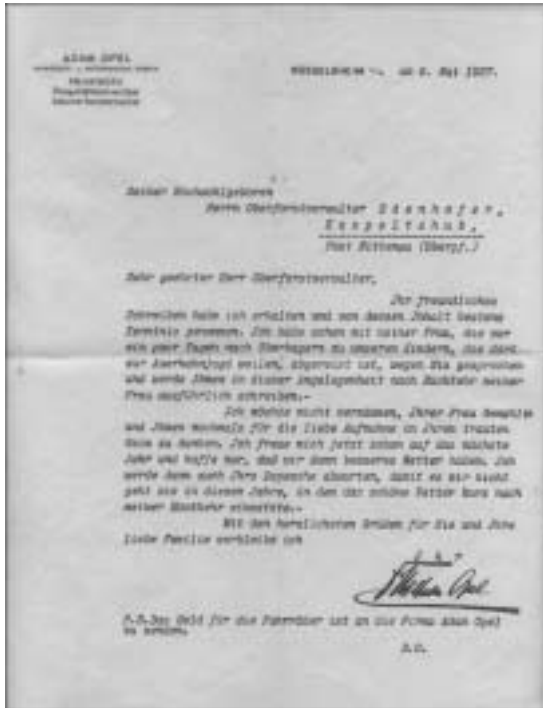 ADAM OPEL
RÜSSELSHEIM den 6. Mai 1927.
Seiner Hochwohlgeboren
Herrn Oberforstverwalter Edenhofer,
Kaspeltshub,
Post Nittenau (Oberpf.)
Sehr geehrter Herr Oberforstverwalter,
Ihr freundliches
Schreiben habe ich erhalten und von dessen Inhalt bestens
Kenntnis genommen. Ich habe schon mit meiner Frau, die vor
ein paar Tagen nach Oberbayern zu unseren Kindern, die dort
zur Auerhahnjagd weilen, abgereist ist, wegen Sie gesprochen
und werde Ihnen in dieser Angelegenheit nach Rückkehr meiner
Frau ausführlich schreiben.-
Ich möchte nicht versäumen, Ihrer Frau Gemahlin
und Ihnen nochmals für die liebe Aufnahme in Ihrem trauten
Heim zu danken. Ich freue mich jetzt schon auf das nächste
Jahr und hoffe nur, daß wir dann besseres Wetter haben. Ich
werde dann auch Ihre Depesche abwarten, damit es mir nicht
geht wie in diesem Jahre, in dem das schöne Wetter kurz nach
meiner Rückkehr einsetzte.-
Mit den herzlichsten Grüßen für Sie und Ihre
liebe Familie verbleibe ich
Wilhelm Opel
P.S. Das Geld für die Fahrräder ist an die Firma Adam Opel
zu senden.
D.O.